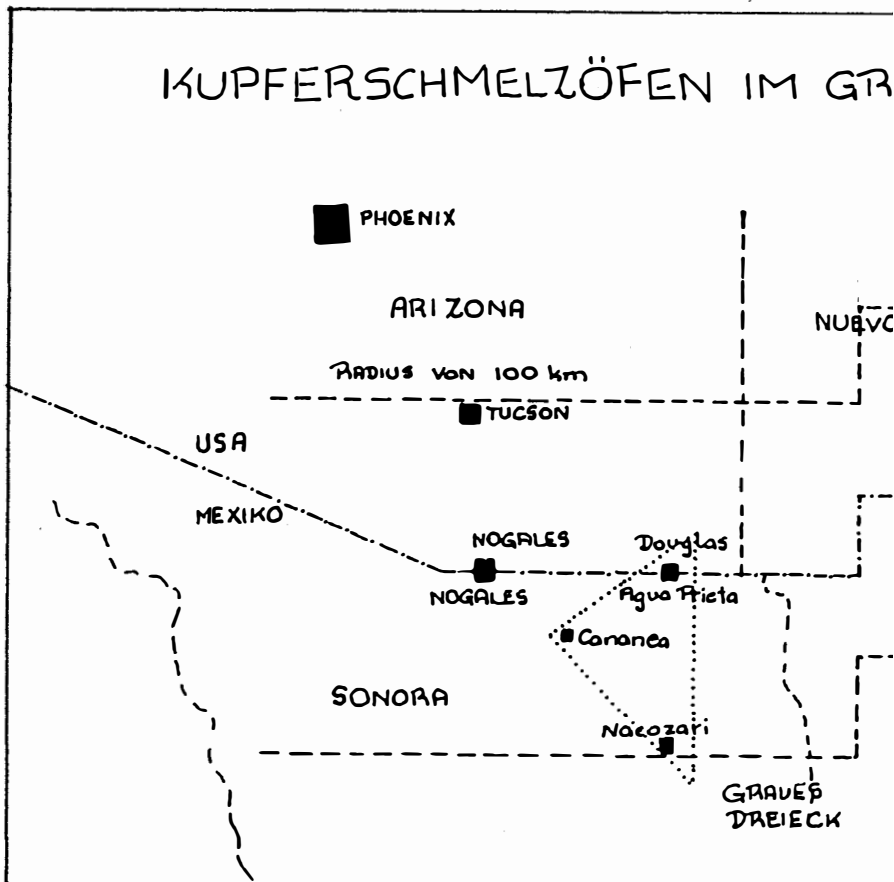 KUPFERSCHMELZÖFEN IM GR
PHOENIX
ARIZONA
NUEVO
RADIUS VON 100 km
TUCSON
USA
MEXIKO
NOGALES
Douglas
NOGALES
Agua Prieta
Cananea
SONORA
Nacozari
GRAUES
DREIECK